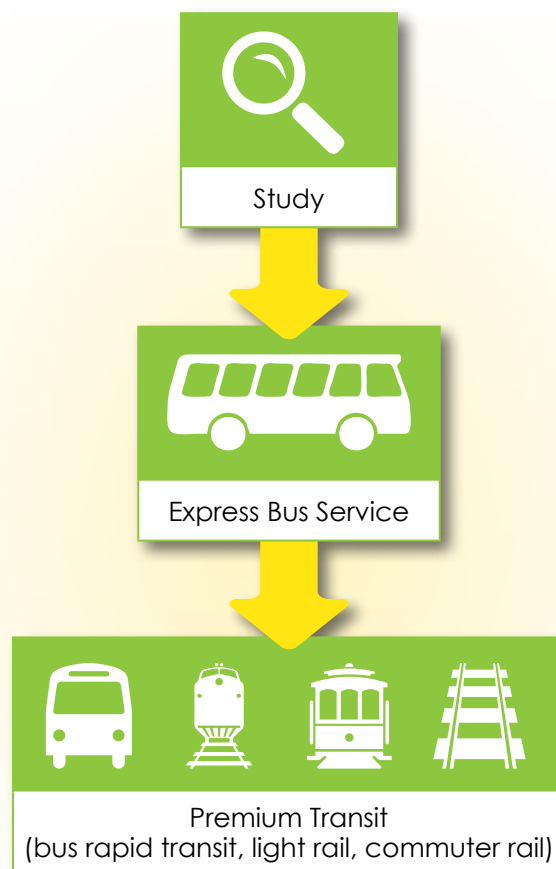 Study
Express Bus Service
Premium Transit
(bus rapid transit, light rail, commuter rail)